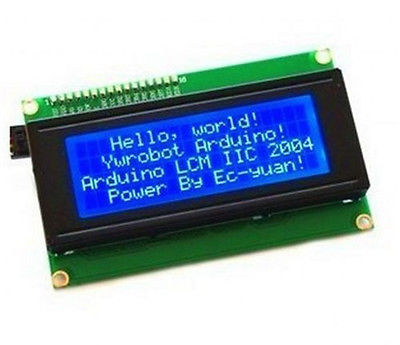 Hello, world!
Ywrobot Arduino!
Arduino LCM IIC 2004
Power By Ec-yuan!